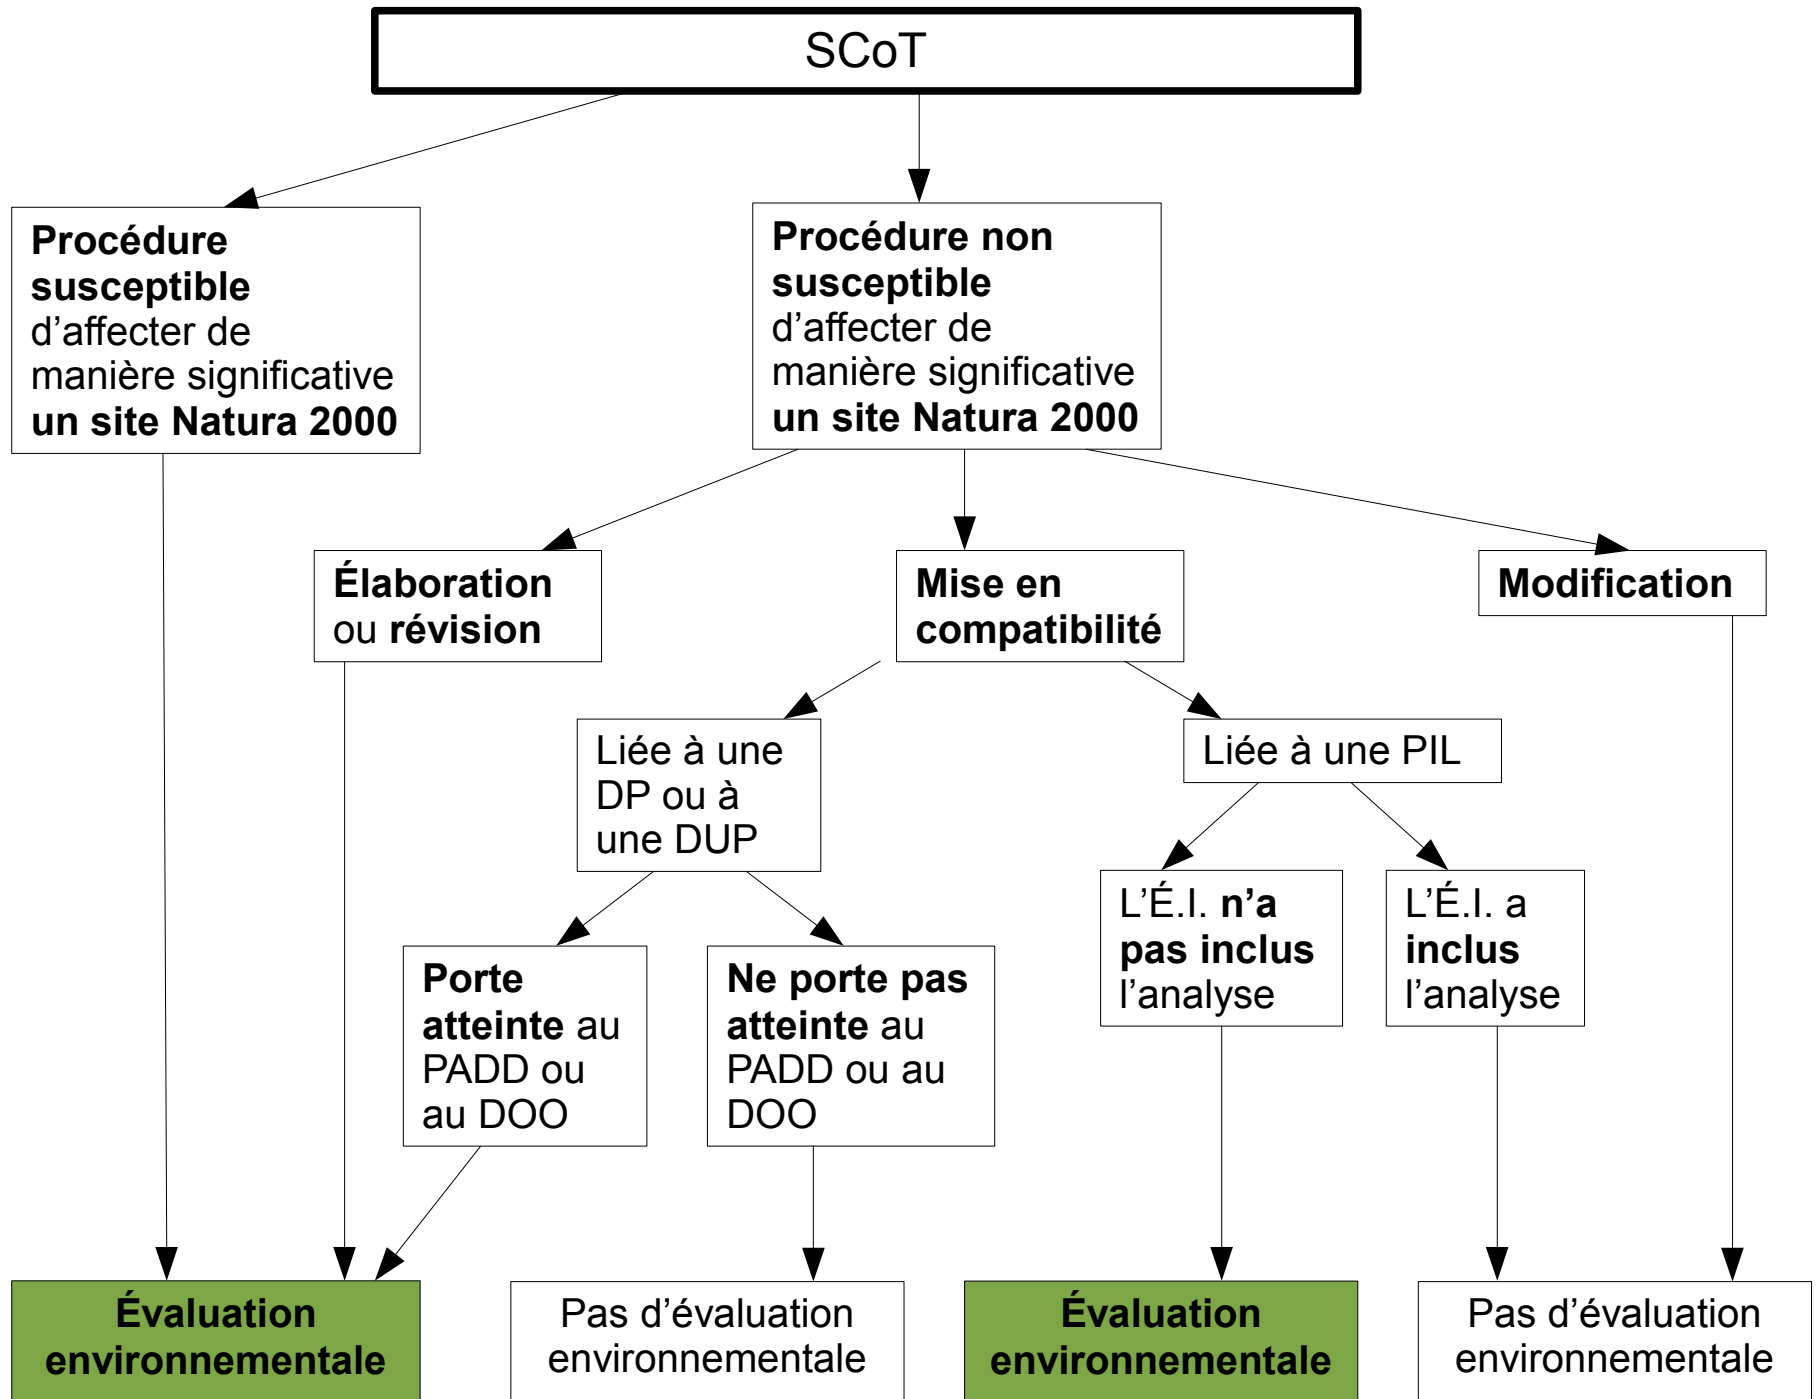 SCoT
Procédure
susceptible
d’affecter de
manière significative
un site Natura 2000
Procédure non
susceptible
d’affecter de
manière significative
un site Natura 2000
Élaboration
ou révision
Mise en
compatibilité
Modification
Liée à une
DP ou à
une DUP
Liée à une PIL
L’É.I. n’a
pas inclus
l’analyse
L’É.I. a
inclus
l’analyse
Porte
atteinte au
PADD ou
au DOO
Ne porte pas
atteinte au
PADD ou au
DOO
Évaluation
environnementale
Pas d’évaluation
environnementale
Évaluation
environnementale
Pas d’évaluation
environnementale